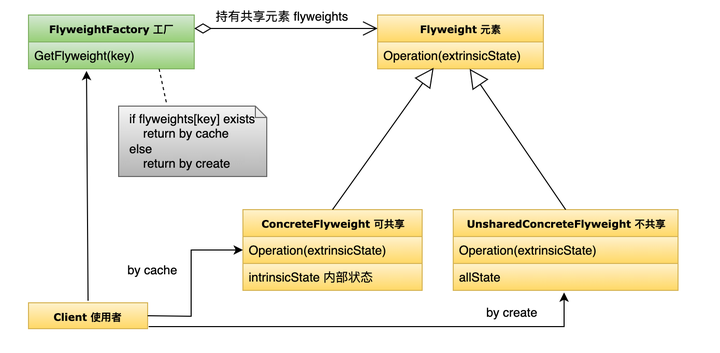 FlyweightFactory 工厂
GetFlyweight(key)
持有共享元素 flyweights
Flyweight 元素
Operation(extrinsicState)
if flyweights[key] exists
return by cache
else
return by create
ConcreteFlyweight 可共享
Operation(extrinsicState)
intrinsicState 内部状态
UnsharedConcreteFlyweight 不共享
Operation(extrinsicState)
allState
by cache
Client 使用者
by create